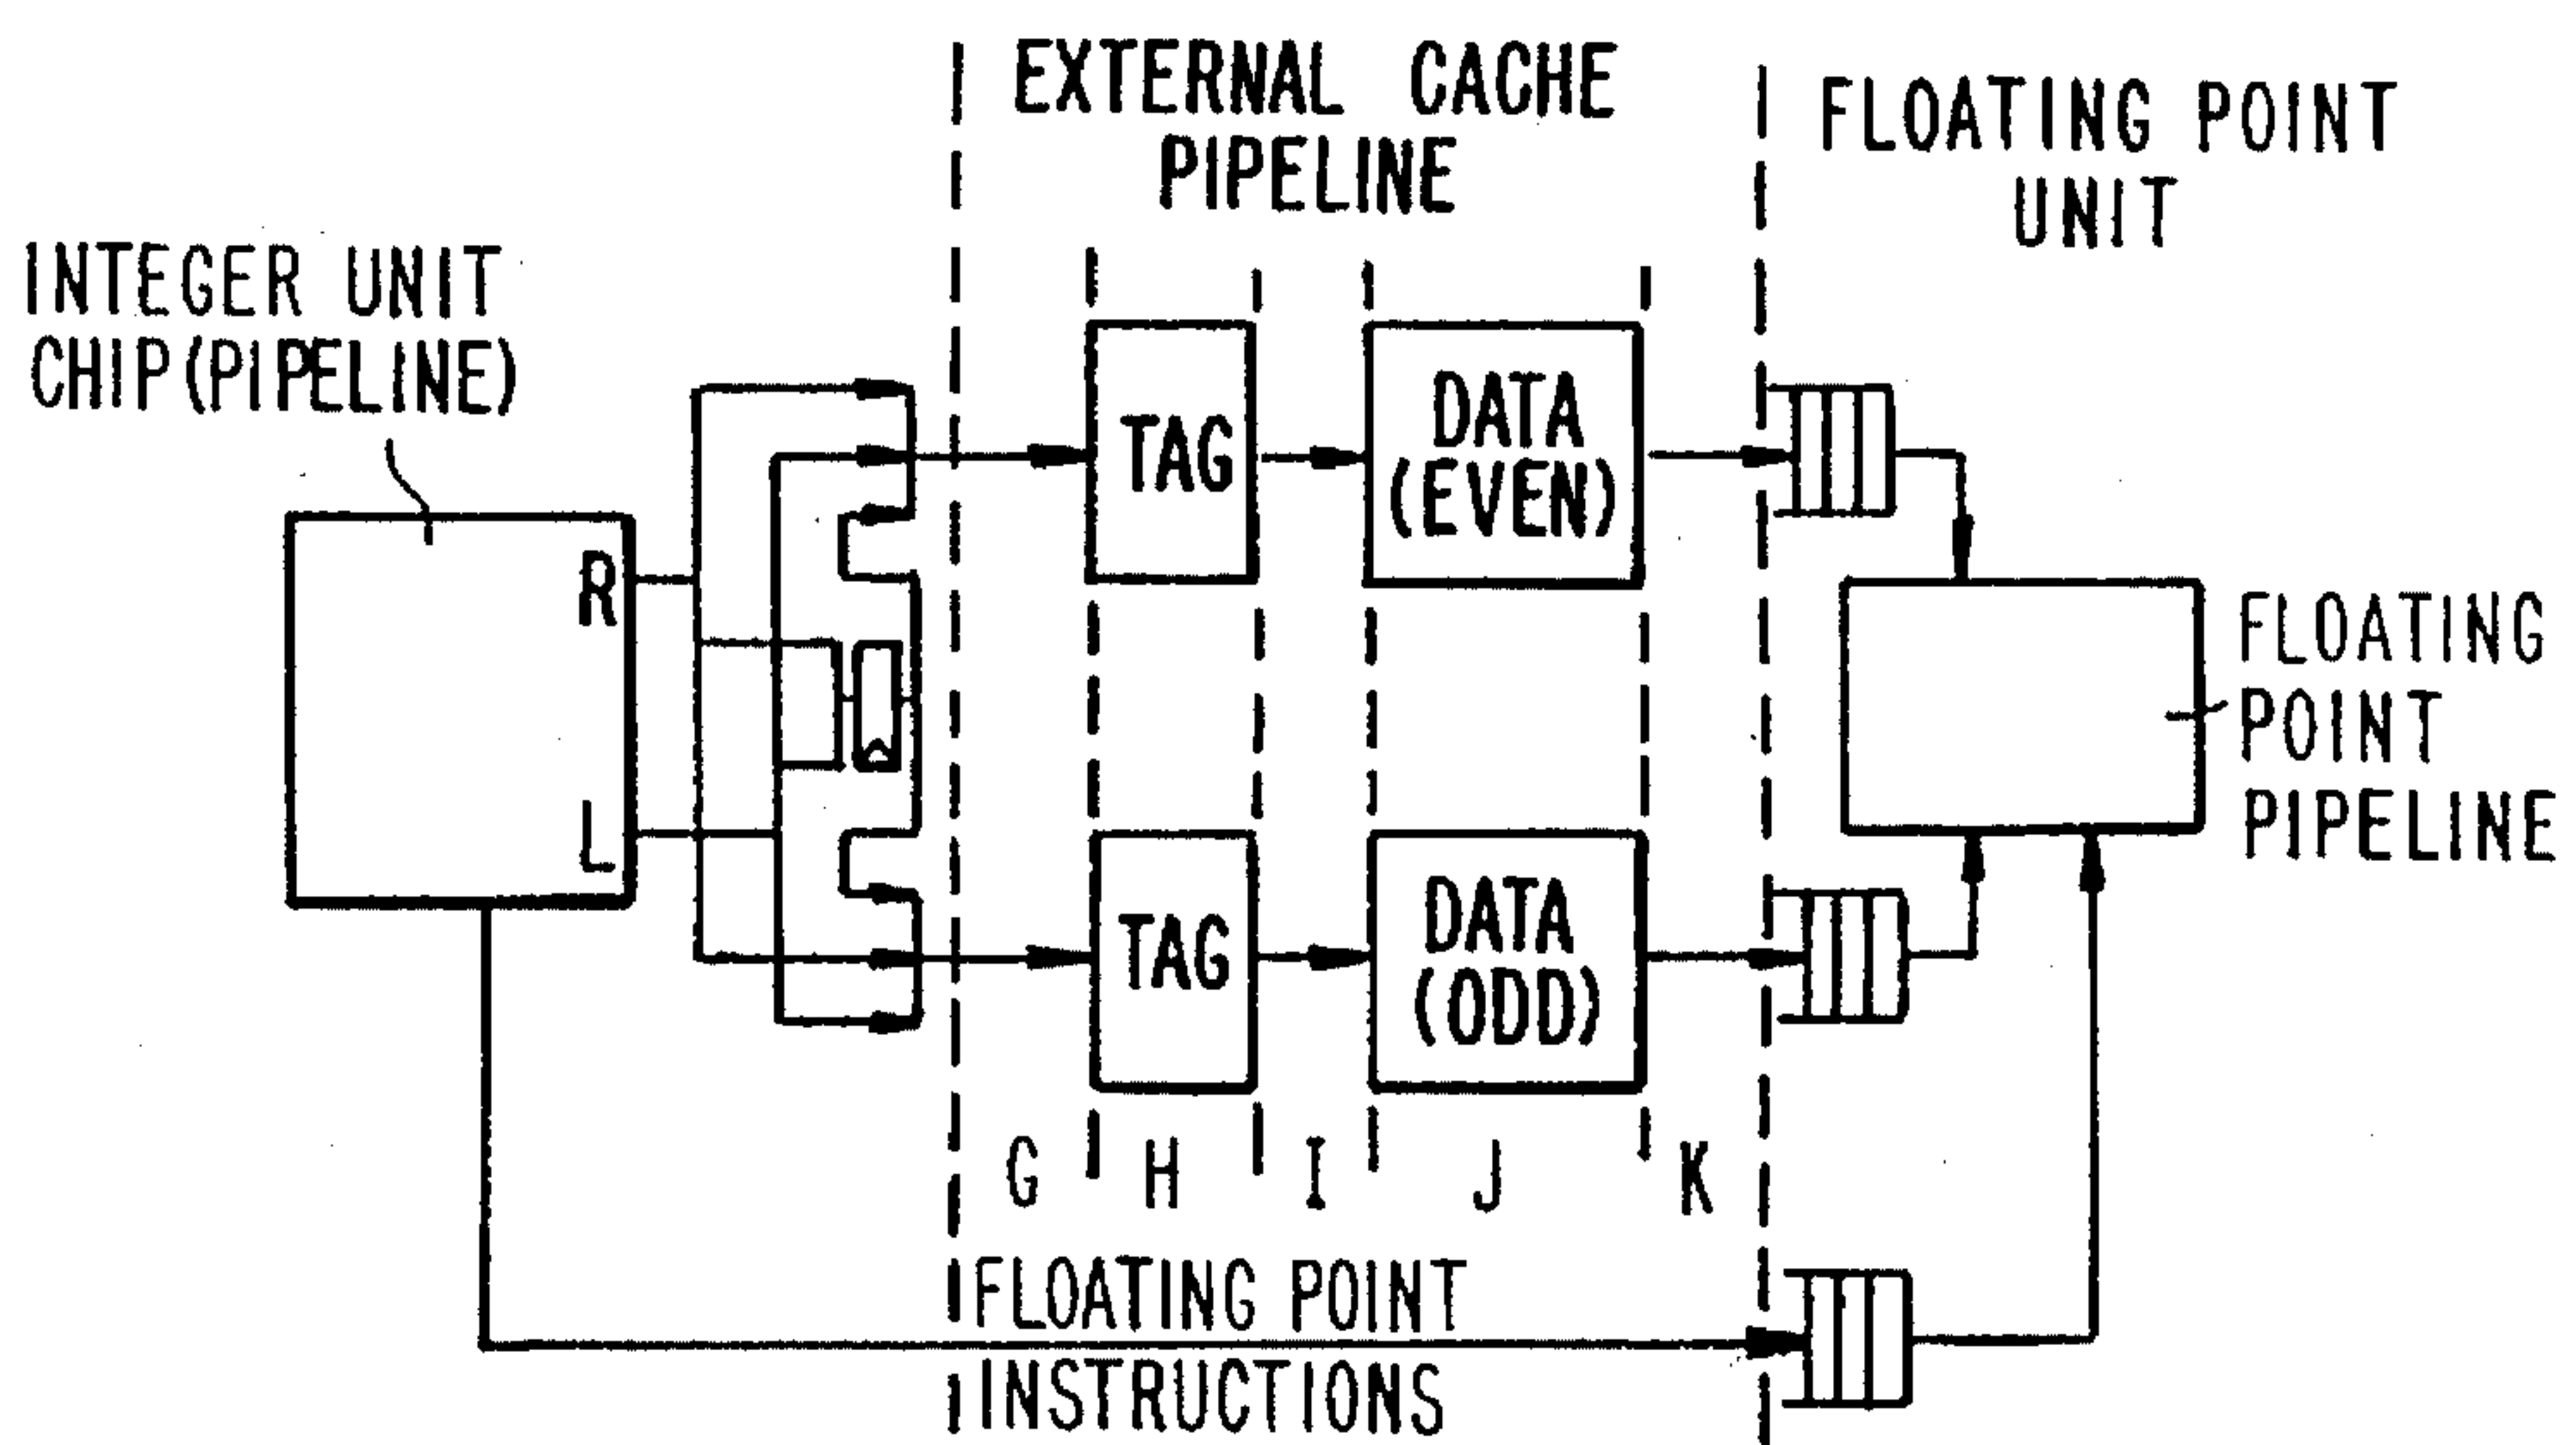 EXTERNAL CACHE
PIPELINE
FLOATING POINT
UNIT
INTEGER UNIT
CHIP(PIPELINE)
R
L
TAG
DATA
(EVEN)
TAG
DATA
(ODD)
FLOATING
POINT
PIPELINE
G H I J K
FLOATING POINT
INSTRUCTIONS